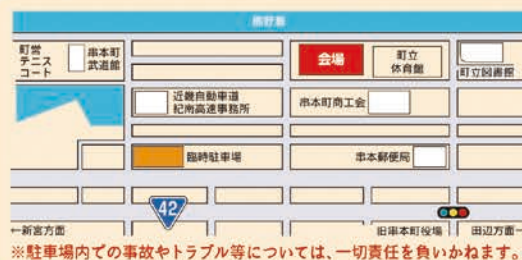 熊野灘
町営
テニス
コート
串本町
武道館
会場
町立
体育館
町立図書館
近畿自動車道
紀南高速事務所
串本町商工会
臨時駐車場
串本郵便局
42
←新宮方面
旧串本町役場
田辺方面→
※駐車場内での事故やトラブル等については、一切責任を負いかねます。